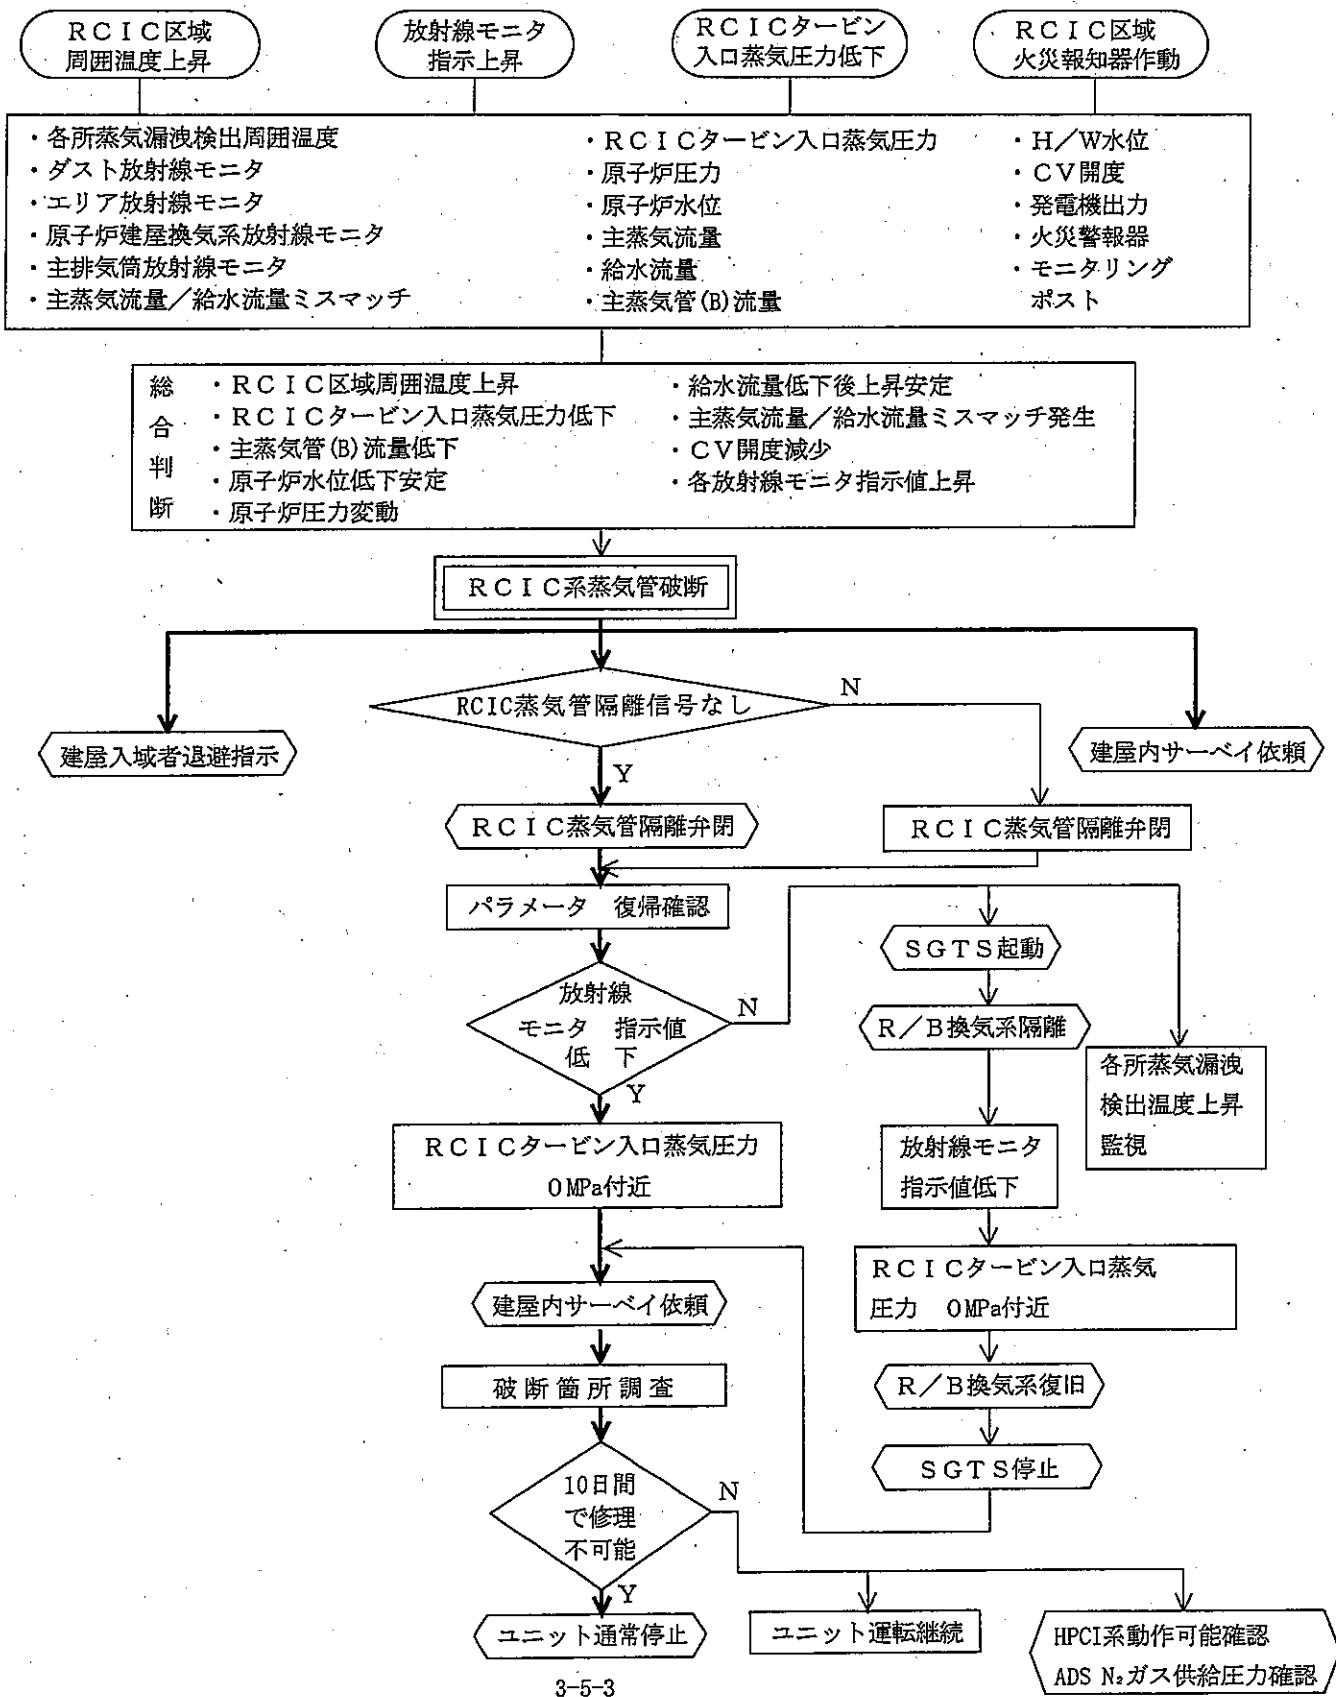 ＲＣＩＣ区域
周囲温度上昇
放射線モニタ
指示上昇
ＲＣＩＣタービン
入口蒸気圧力低下
ＲＣＩＣ区域
火災報知器作動
・各所蒸気漏洩検出周囲温度
・ダスト放射線モニタ
・エリア放射線モニタ
・原子炉建屋換気系放射線モニタ
・主排気筒放射線モニタ
・主蒸気流量／給水流量ミスマッチ
・ＲＣＩＣタービン入口蒸気圧力
・原子炉圧力
・原子炉水位
・主蒸気流量
・給水流量
・主蒸気管(B)流量
・Ｈ／Ｗ水位
・ＣＶ開度
・発電機出力
・火災警報器
・モニタリング
ポスト
総合判断
・ＲＣＩＣ区域周囲温度上昇
・ＲＣＩＣタービン入口蒸気圧力低下
・主蒸気管(B)流量低下
・原子炉水位低下安定
・原子炉圧力変動
・給水流量低下後上昇安定
・主蒸気流量／給水流量ミスマッチ発生
・ＣＶ開度減少
・各放射線モニタ指示値上昇
ＲＣＩＣ系蒸気管破断
RCIC蒸気管隔離信号なし
N
Y
建屋入域者退避指示
建屋内サーベイ依頼
ＲＣＩＣ蒸気管隔離弁閉
ＲＣＩＣ蒸気管隔離弁閉
パラメータ　復帰確認
放射線
モニタ　指示値
低　下
N
Y
ＳＧＴＳ起動
Ｒ／Ｂ換気系隔離
各所蒸気漏洩
検出温度上昇
監視
放射線モニタ
指示値低下
ＲＣＩＣタービン入口蒸気圧力
０MPa付近
ＲＣＩＣタービン入口蒸気
圧力　０MPa付近
建屋内サーベイ依頼
Ｒ／Ｂ換気系復旧
破断箇所調査
ＳＧＴＳ停止
10日間
で修理
不可能
N
Y
ユニット通常停止
ユニット運転継続
HPCI系動作可能確認
ADS N₂ガス供給圧力確認
3-5-3